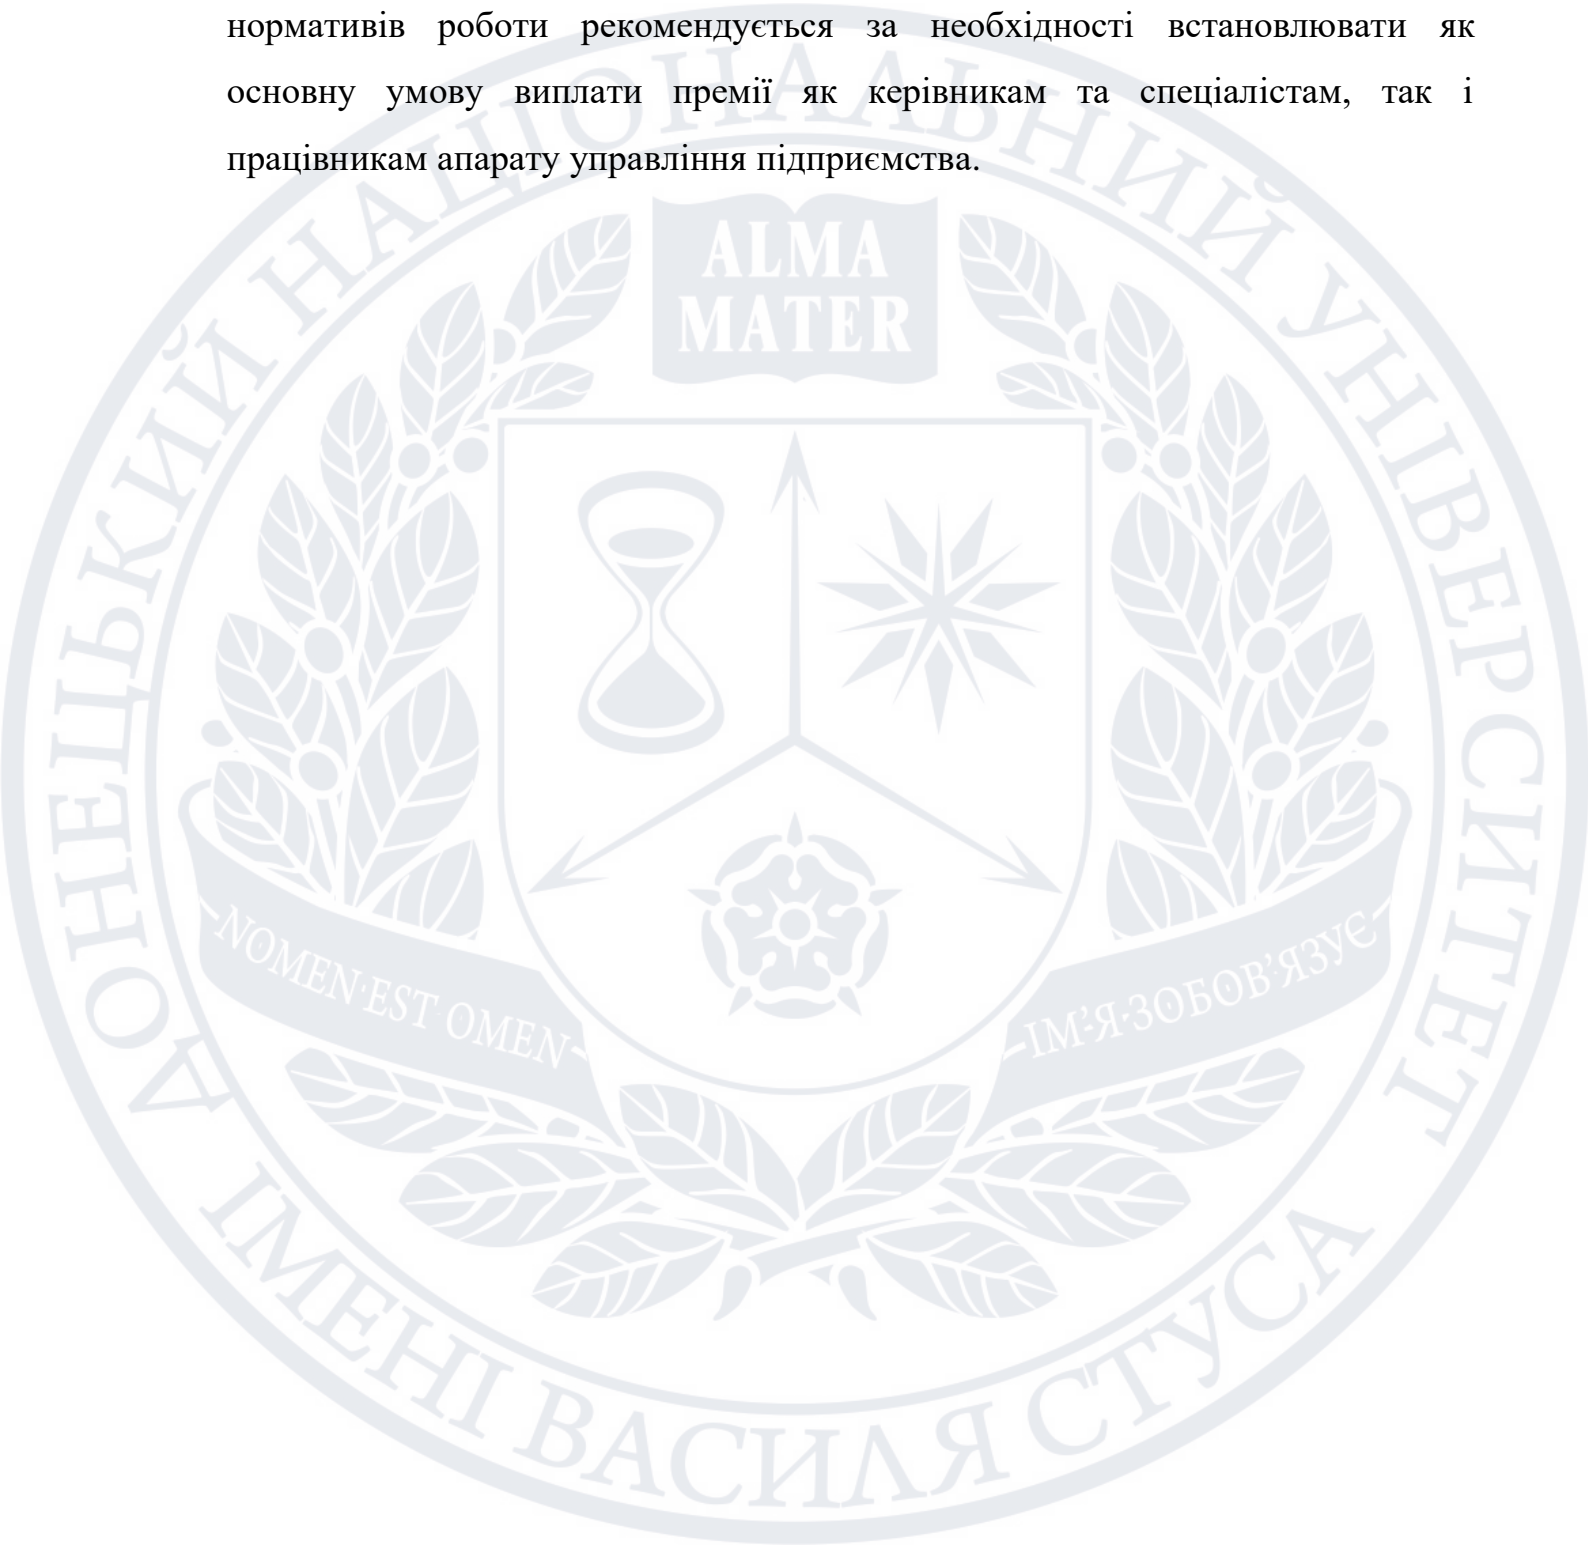 нормативів роботи рекомендується за необхідності встановлювати як
основну умову виплати премії як керівникам та спеціалістам, так і
працівникам апарату управління підприємства.
ДОНЕЦЬКИЙ НАЦІОНАЛЬНИЙ УНІВЕРСИТЕТ
ALMA
MATER
NOMEN·EST·OMEN
ІМ'Я·ЗОБОВ'ЯЗУЄ
ІМЕНІ ВАСИЛЯ СТУСА